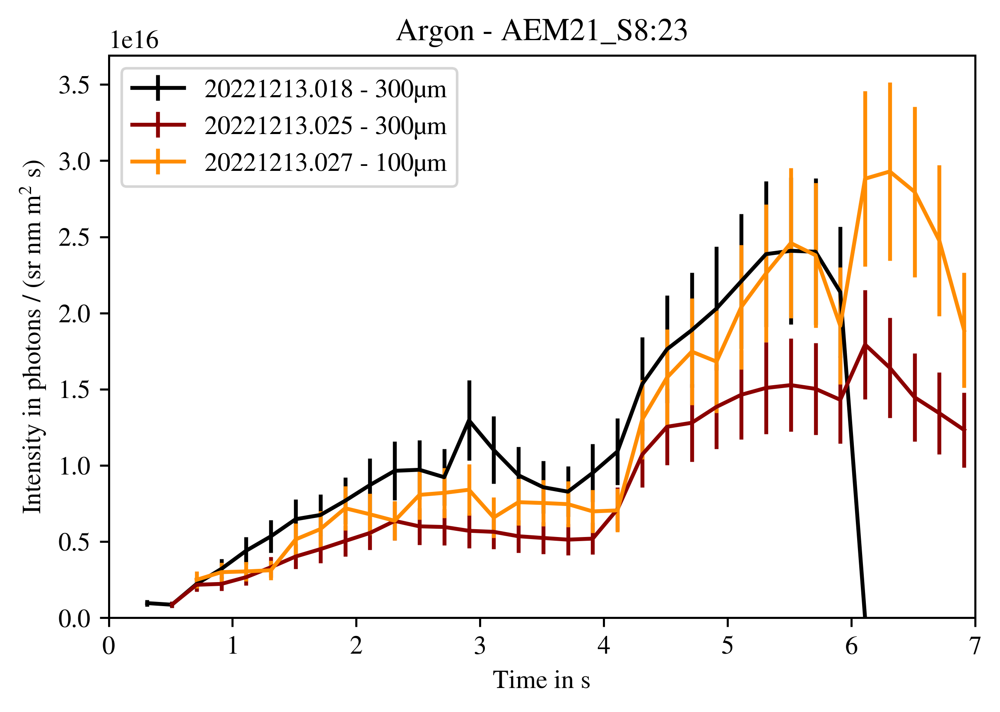 Argon - AEM21_S8:23
1e16
20221213.018 - 300μm
20221213.025 - 300μm
20221213.027 - 100μm
Intensity in photons / (sr nm m² s)
3.5
3.0
2.5
2.0
1.5
1.0
0.5
0.0
0 1 2 3 4 5 6 7
Time in s